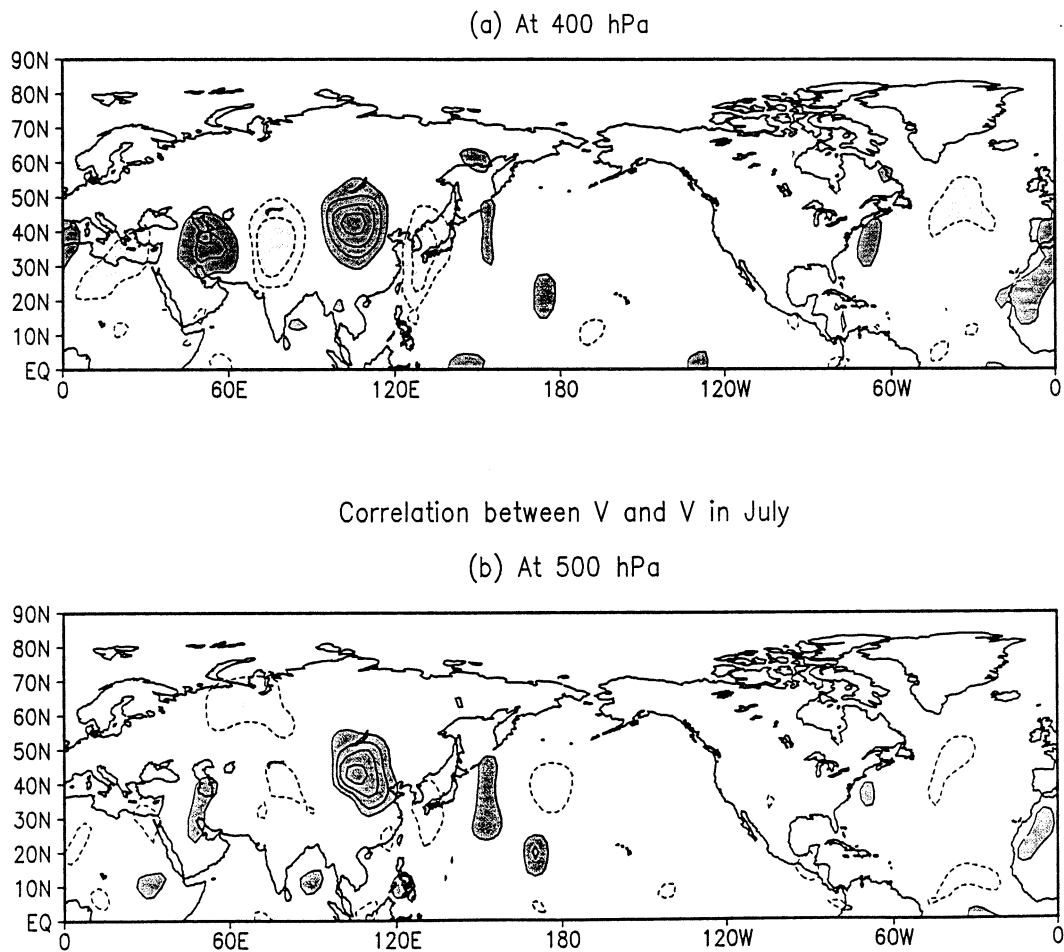 (a) At 400 hPa
90N
80N
70N
60N
50N
40N
30N
20N
10N
EQ
0 60E 120E 180 120W 60W 0
Correlation between V and V in July
(b) At 500 hPa
90N
80N
70N
60N
50N
40N
30N
20N
10N
EQ
0 60E 120E 180 120W 60W 0